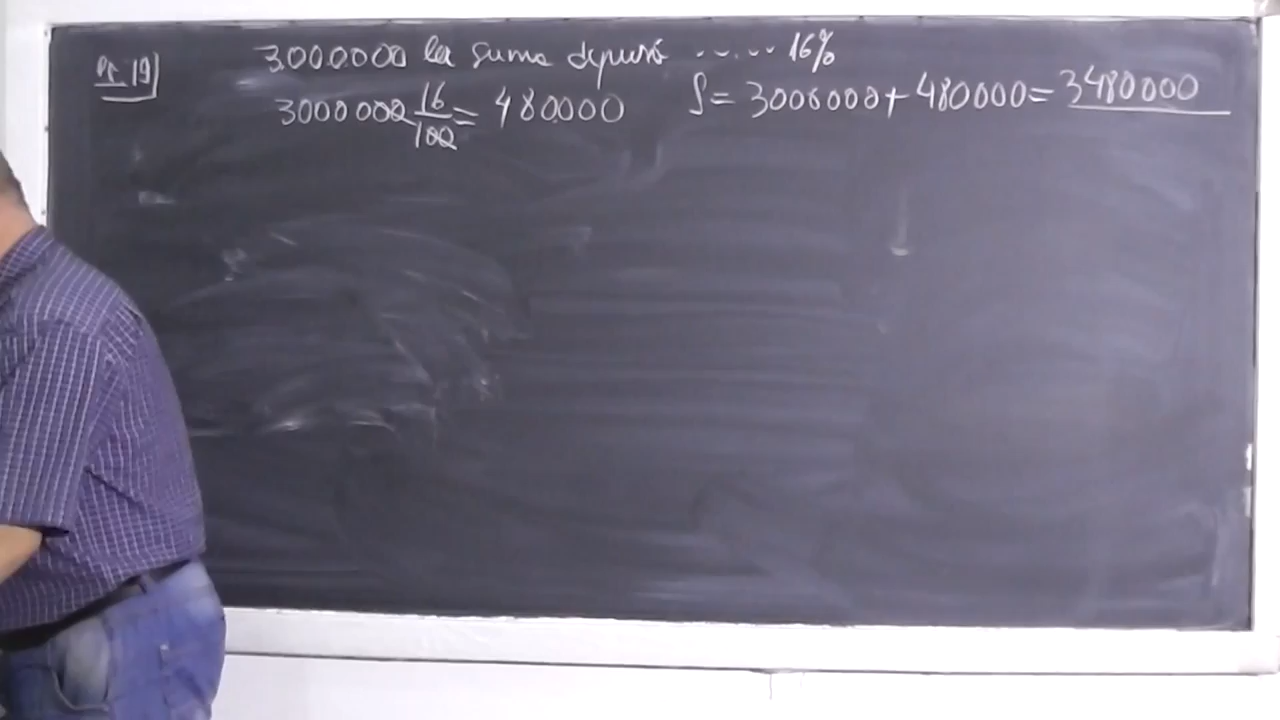 Pr. 19
3000000 lei suma depusă ...... 16%
3000000 16/100 = 480000
S = 3000000 + 480000 = 3480000